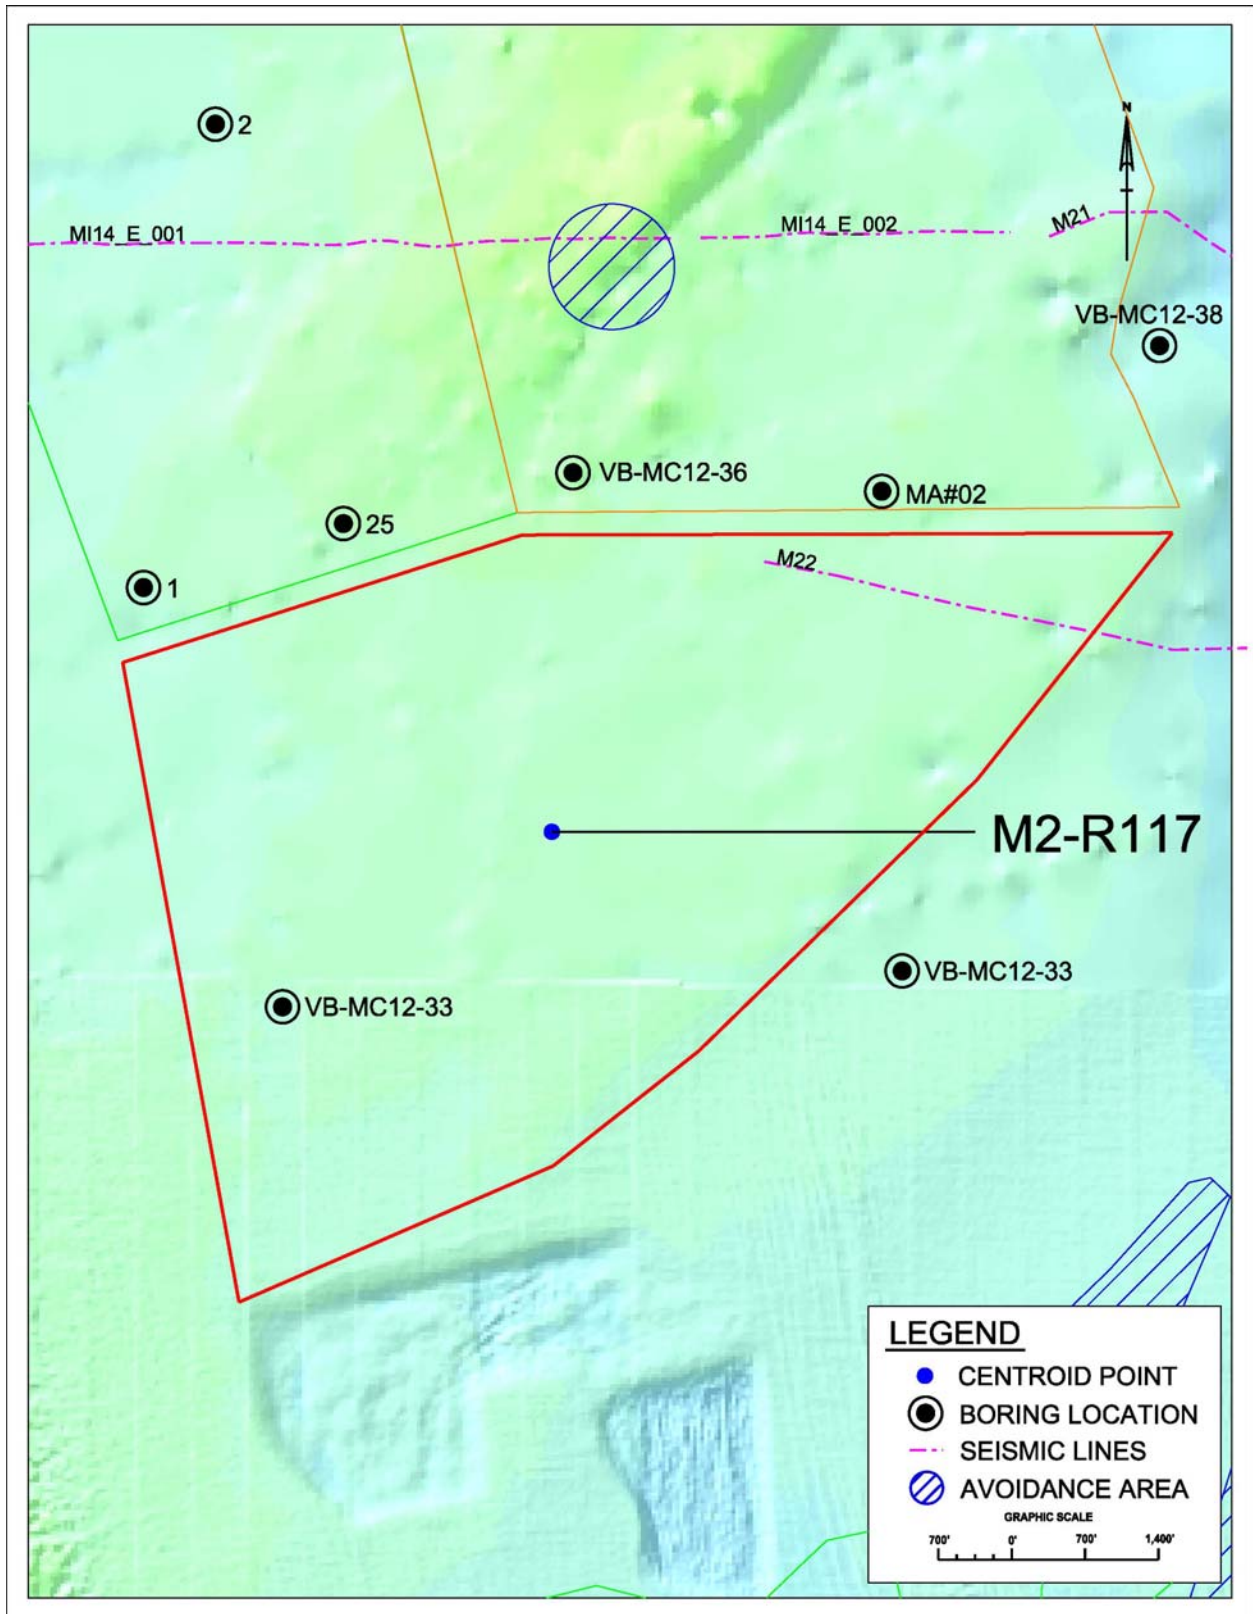 2
N
MI14_E_001
MI14_E_002
M21
VB-MC12-38
VB-MC12-36
MA#02
25
1
M22
M2-R117
VB-MC12-33
VB-MC12-33
LEGEND
CENTROID POINT
BORING LOCATION
SEISMIC LINES
AVOIDANCE AREA
GRAPHIC SCALE
700' 0' 700' 1,400'